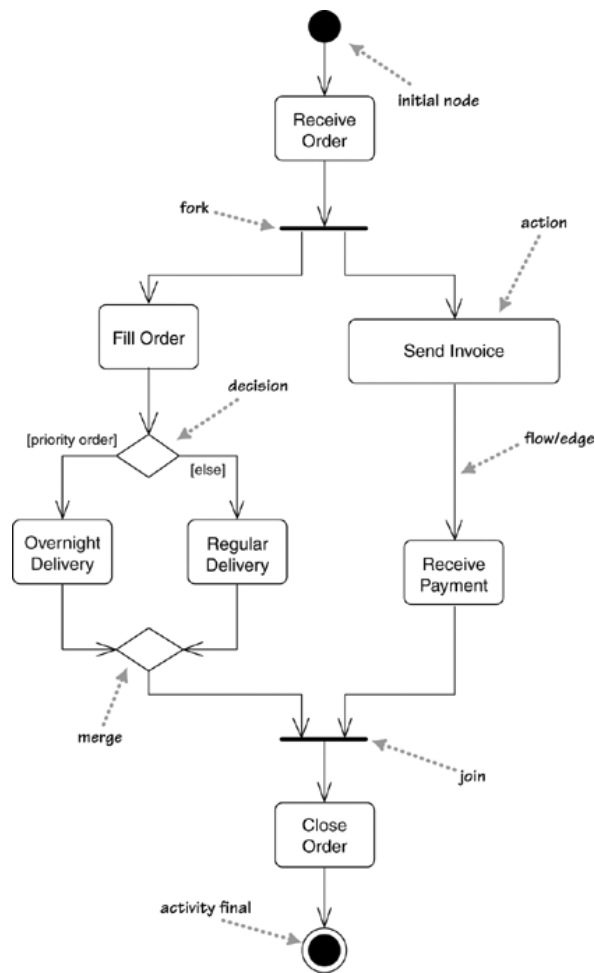 initial node
Receive
Order
fork
action
Fill Order
Send Invoice
decision
[priority order]
[else]
flow/edge
Overnight
Delivery
Regular
Delivery
Receive
Payment
merge
join
Close
Order
activity final